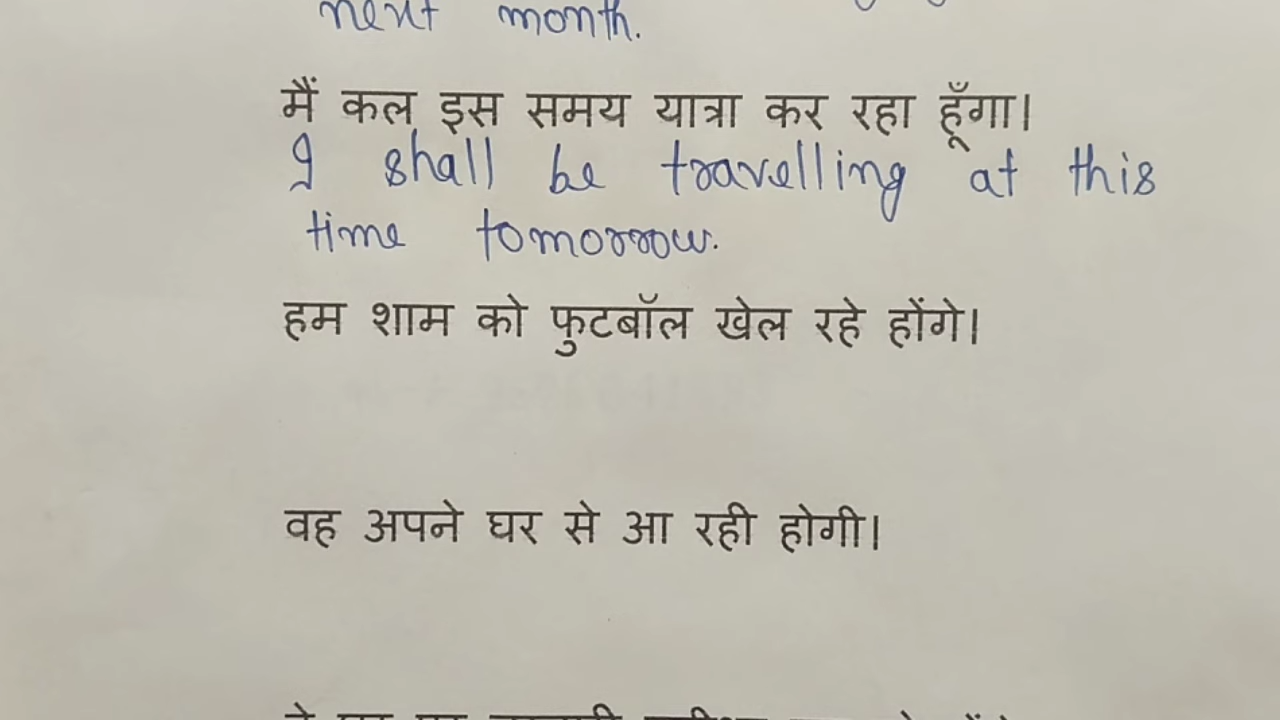 next month.
मैं कल इस समय यात्रा कर रहा हूँगा।
I shall be travelling at this
time tomorrow.
हम शाम को फुटबॉल खेल रहे होंगे।
वह अपने घर से आ रही होगी।